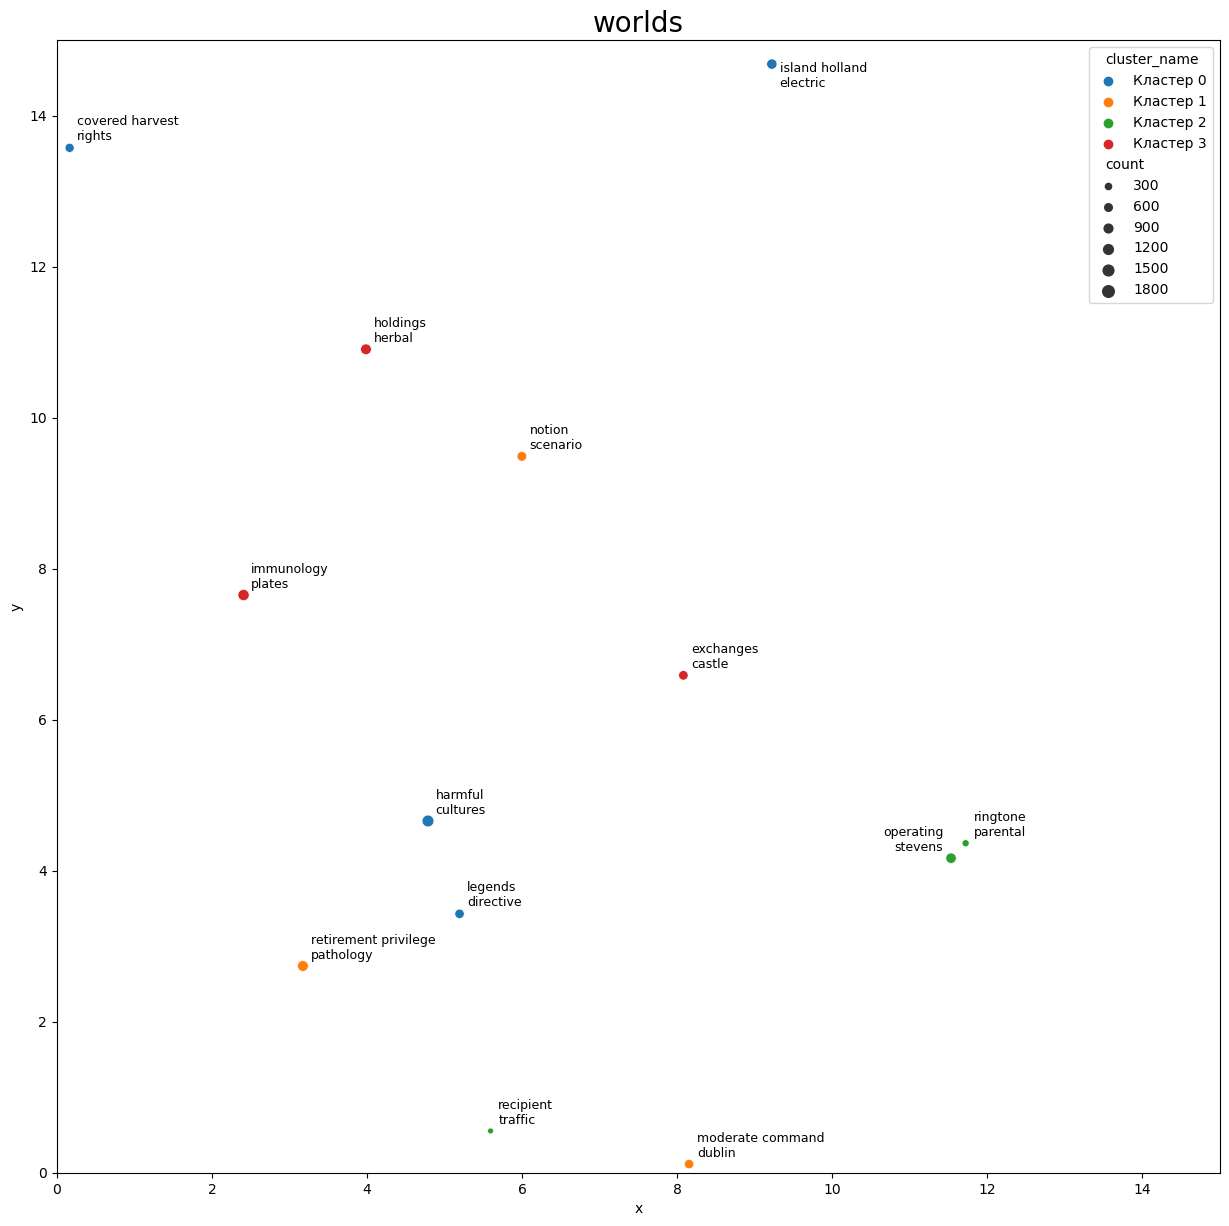 worlds
island holland
electric
covered harvest
rights
holdings
herbal
notion
scenario
immunology
plates
exchanges
castle
harmful
cultures
ringtone
parental
operating
stevens
legends
directive
retirement privilege
pathology
recipient
traffic
moderate command
dublin
cluster_name
Кластер 0
Кластер 1
Кластер 2
Кластер 3
count
300
600
900
1200
1500
1800
14
12
10
8
6
4
2
0
y
0
2
4
6
8
10
12
14
x